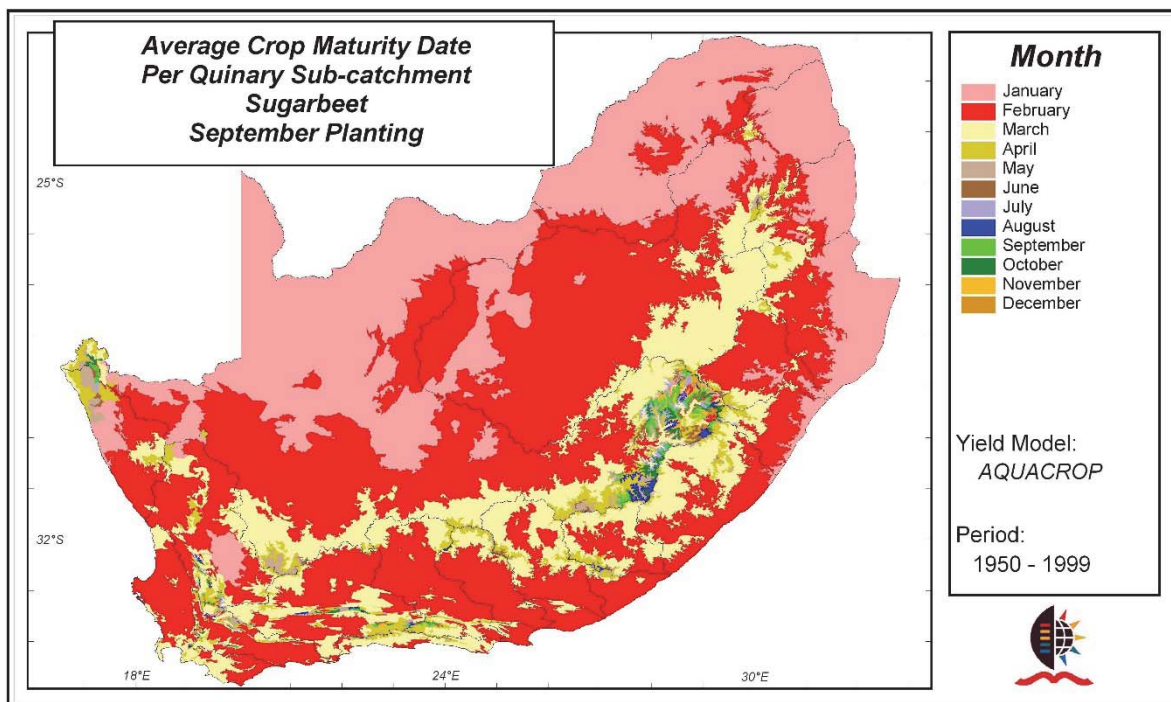 Average Crop Maturity Date
Per Quinary Sub-catchment
Sugarbeet
September Planting
25°S
32°S
18°E
24°E
30°E
Month
January
February
March
April
May
June
July
August
September
October
November
December
Yield Model:
AQUACROP
Period:
1950 - 1999